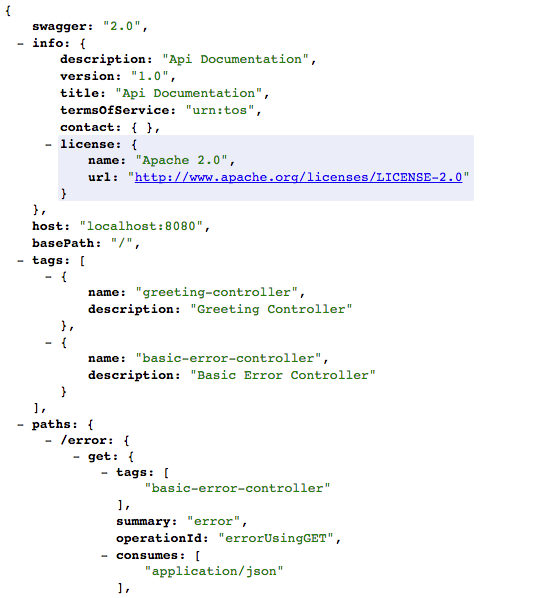 {
swagger: "2.0",
– info: {
description: "Api Documentation",
version: "1.0",
title: "Api Documentation",
termsOfService: "urn:tos",
contact: { },
– license: {
name: "Apache 2.0",
url: "http://www.apache.org/licenses/LICENSE-2.0"
}
},
host: "localhost:8080",
basePath: "/",
– tags: [
– {
name: "greeting-controller",
description: "Greeting Controller"
},
– {
name: "basic-error-controller",
description: "Basic Error Controller"
}
],
– paths: {
– /error: {
– get: {
– tags: [
"basic-error-controller"
],
summary: "error",
operationId: "errorUsingGET",
– consumes: [
"application/json"
],